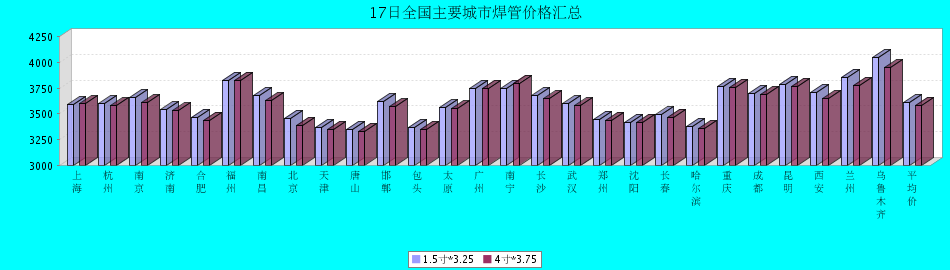 17日全国主要城市焊管价格汇总
4250
4000
3750
3500
3250
3000
上海 杭州 南京 济南 合肥 福州 南昌 北京 天津 唐山 邯郸 包头 太原 广州 南宁 长沙 武汉 郑州 沈阳 长春 哈尔滨 重庆 成都 昆明 西安 兰州 乌鲁木齐 平均价
1.5寸*3.25 4寸*3.75